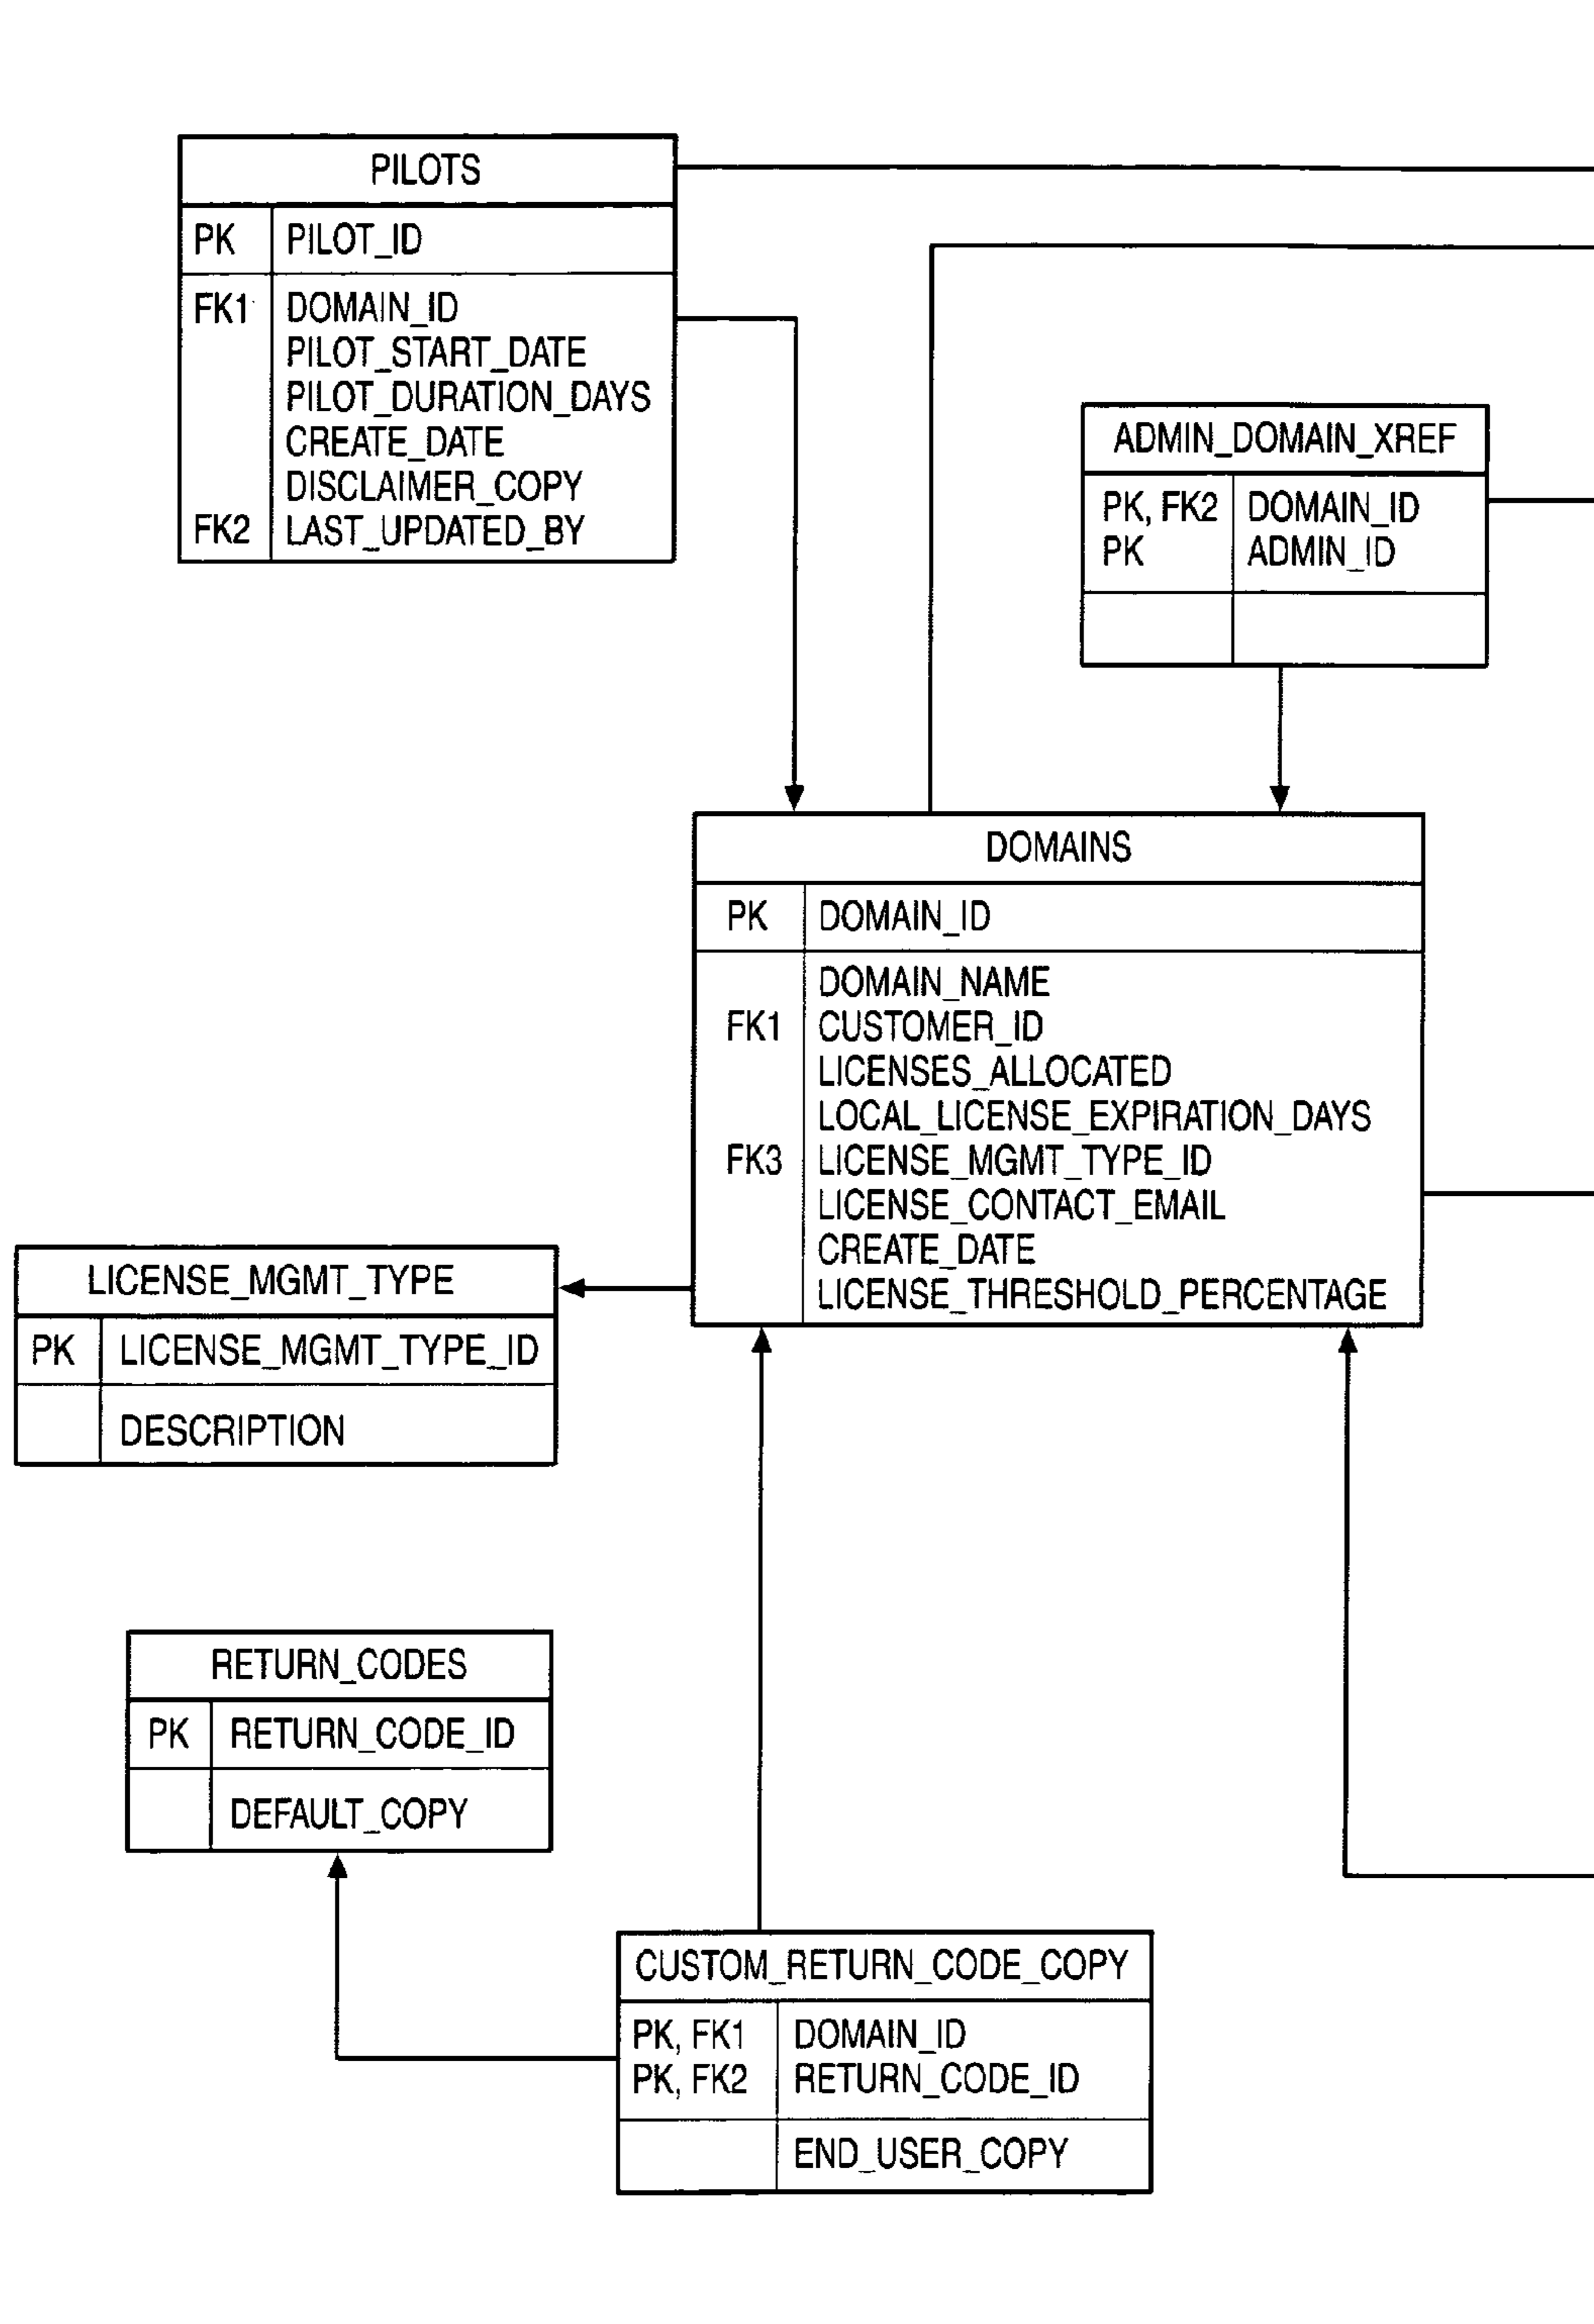 PILOTS
PK PILOT_ID
FK1 DOMAIN_ID
PILOT_START_DATE
PILOT_DURATION_DAYS
CREATE_DATE
DISCLAIMER_COPY
FK2 LAST_UPDATED_BY
ADMIN_DOMAIN_XREF
PK, FK2 DOMAIN_ID
PK ADMIN_ID
DOMAINS
PK DOMAIN_ID
DOMAIN_NAME
FK1 CUSTOMER_ID
LICENSES_ALLOCATED
LOCAL_LICENSE_EXPIRATION_DAYS
FK3 LICENSE_MGMT_TYPE_ID
LICENSE_CONTACT_EMAIL
CREATE_DATE
LICENSE_THRESHOLD_PERCENTAGE
LICENSE_MGMT_TYPE
PK LICENSE_MGMT_TYPE_ID
DESCRIPTION
RETURN_CODES
PK RETURN_CODE_ID
DEFAULT_COPY
CUSTOM_RETURN_CODE_COPY
PK, FK1 DOMAIN_ID
PK, FK2 RETURN_CODE_ID
END_USER_COPY